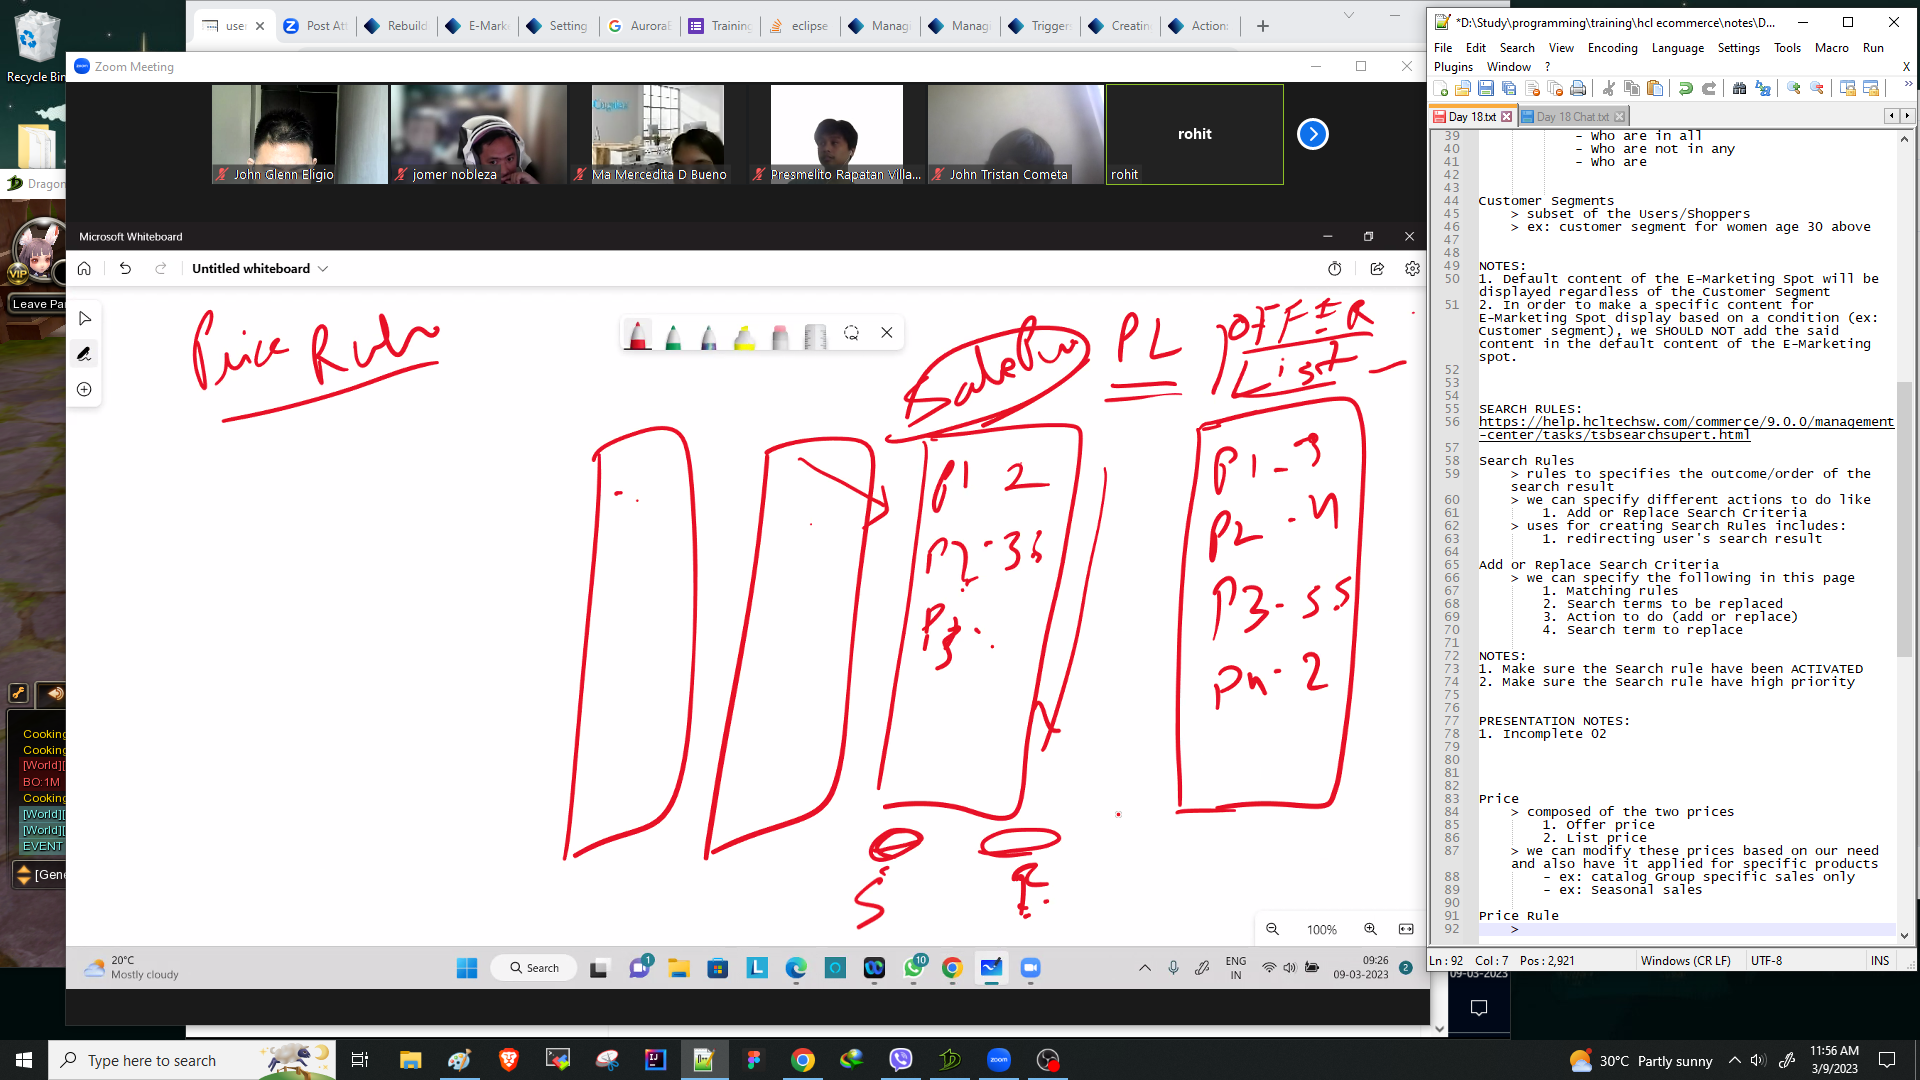 Recycle Bin
user
Post Att
Rebuild
E-Mark
Setting
AuroraE
Training
eclipse
Manag
Manag
Trigger
Creatin
Action
Zoom Meeting
zoom
John Glenn Eligio
jomer nobleza
Ma Mercedita D Bueno
Presmelito Rapatan Villa...
John Tristan Cometa
rohit
rohit
Dragon
VIP
Leave Pa
Microsoft Whiteboard
Untitled whiteboard
Price Rule
PL
OFFER
List
P1 2
P2 - 35
P3
P1 - 3
P2 - 4
P3 - 5.5
Pn - 2
S
100%
Cooking
Cooking
[World][
BO:1M
Cooking
[World][
[World][
EVENT
[Gene
20°C
Mostly cloudy
Search
1
10
ENG
IN
09:26
09-03-2023
2
*D:\Study\programming\training\hcl ecommerce\notes\D...
File Edit Search View Encoding Language Settings Tools Macro Run
Plugins Window ? X
Day 18.txt
Day 18 Chat.txt
39 - Who are in all
40 - Who are not in any
41 - Who are
42
43
44 Customer Segments
45 > subset of the Users/Shoppers
46 > ex: customer segment for women age 30 above
47
48
49 NOTES:
50 1. Default content of the E-Marketing Spot will be
displayed regardless of the Customer Segment
51 2. In order to make a specific content for
E-Marketing Spot display based on a condition (ex:
Customer segment), we SHOULD NOT add the said
content in the default content of the E-Marketing
spot.
52
53
54
55 SEARCH RULES:
56 https://help.hcltechsw.com/commerce/9.0.0/management
-center/tasks/tsbsearchsupert.html
57
58 Search Rules
59 > rules to specifies the outcome/order of the
search result
60 > we can specify different actions to do like
61 1. Add or Replace Search Criteria
62 > uses for creating Search Rules includes:
63 1. redirecting user's search result
64
65 Add or Replace Search Criteria
66 > we can specify the following in this page
67 1. Matching rules
68 2. Search terms to be replaced
69 3. Action to do (add or replace)
70 4. Search term to replace
71
72 NOTES:
73 1. Make sure the Search rule have been ACTIVATED
74 2. Make sure the Search rule have high priority
75
76
77 PRESENTATION NOTES:
78 1. Incomplete O2
79
80
81
82
83 Price
84 > composed of the two prices
85 1. Offer price
86 2. List price
87 > we can modify these prices based on our need
and also have it applied for specific products
88 - ex: catalog Group specific sales only
89 - ex: Seasonal sales
90
91 Price Rule
92 >
Ln : 92 Col : 7 Pos : 2,921 Windows (CR LF) UTF-8 INS
09-03-2023
Type here to search
zoom
30°C Partly sunny
11:56 AM
3/9/2023